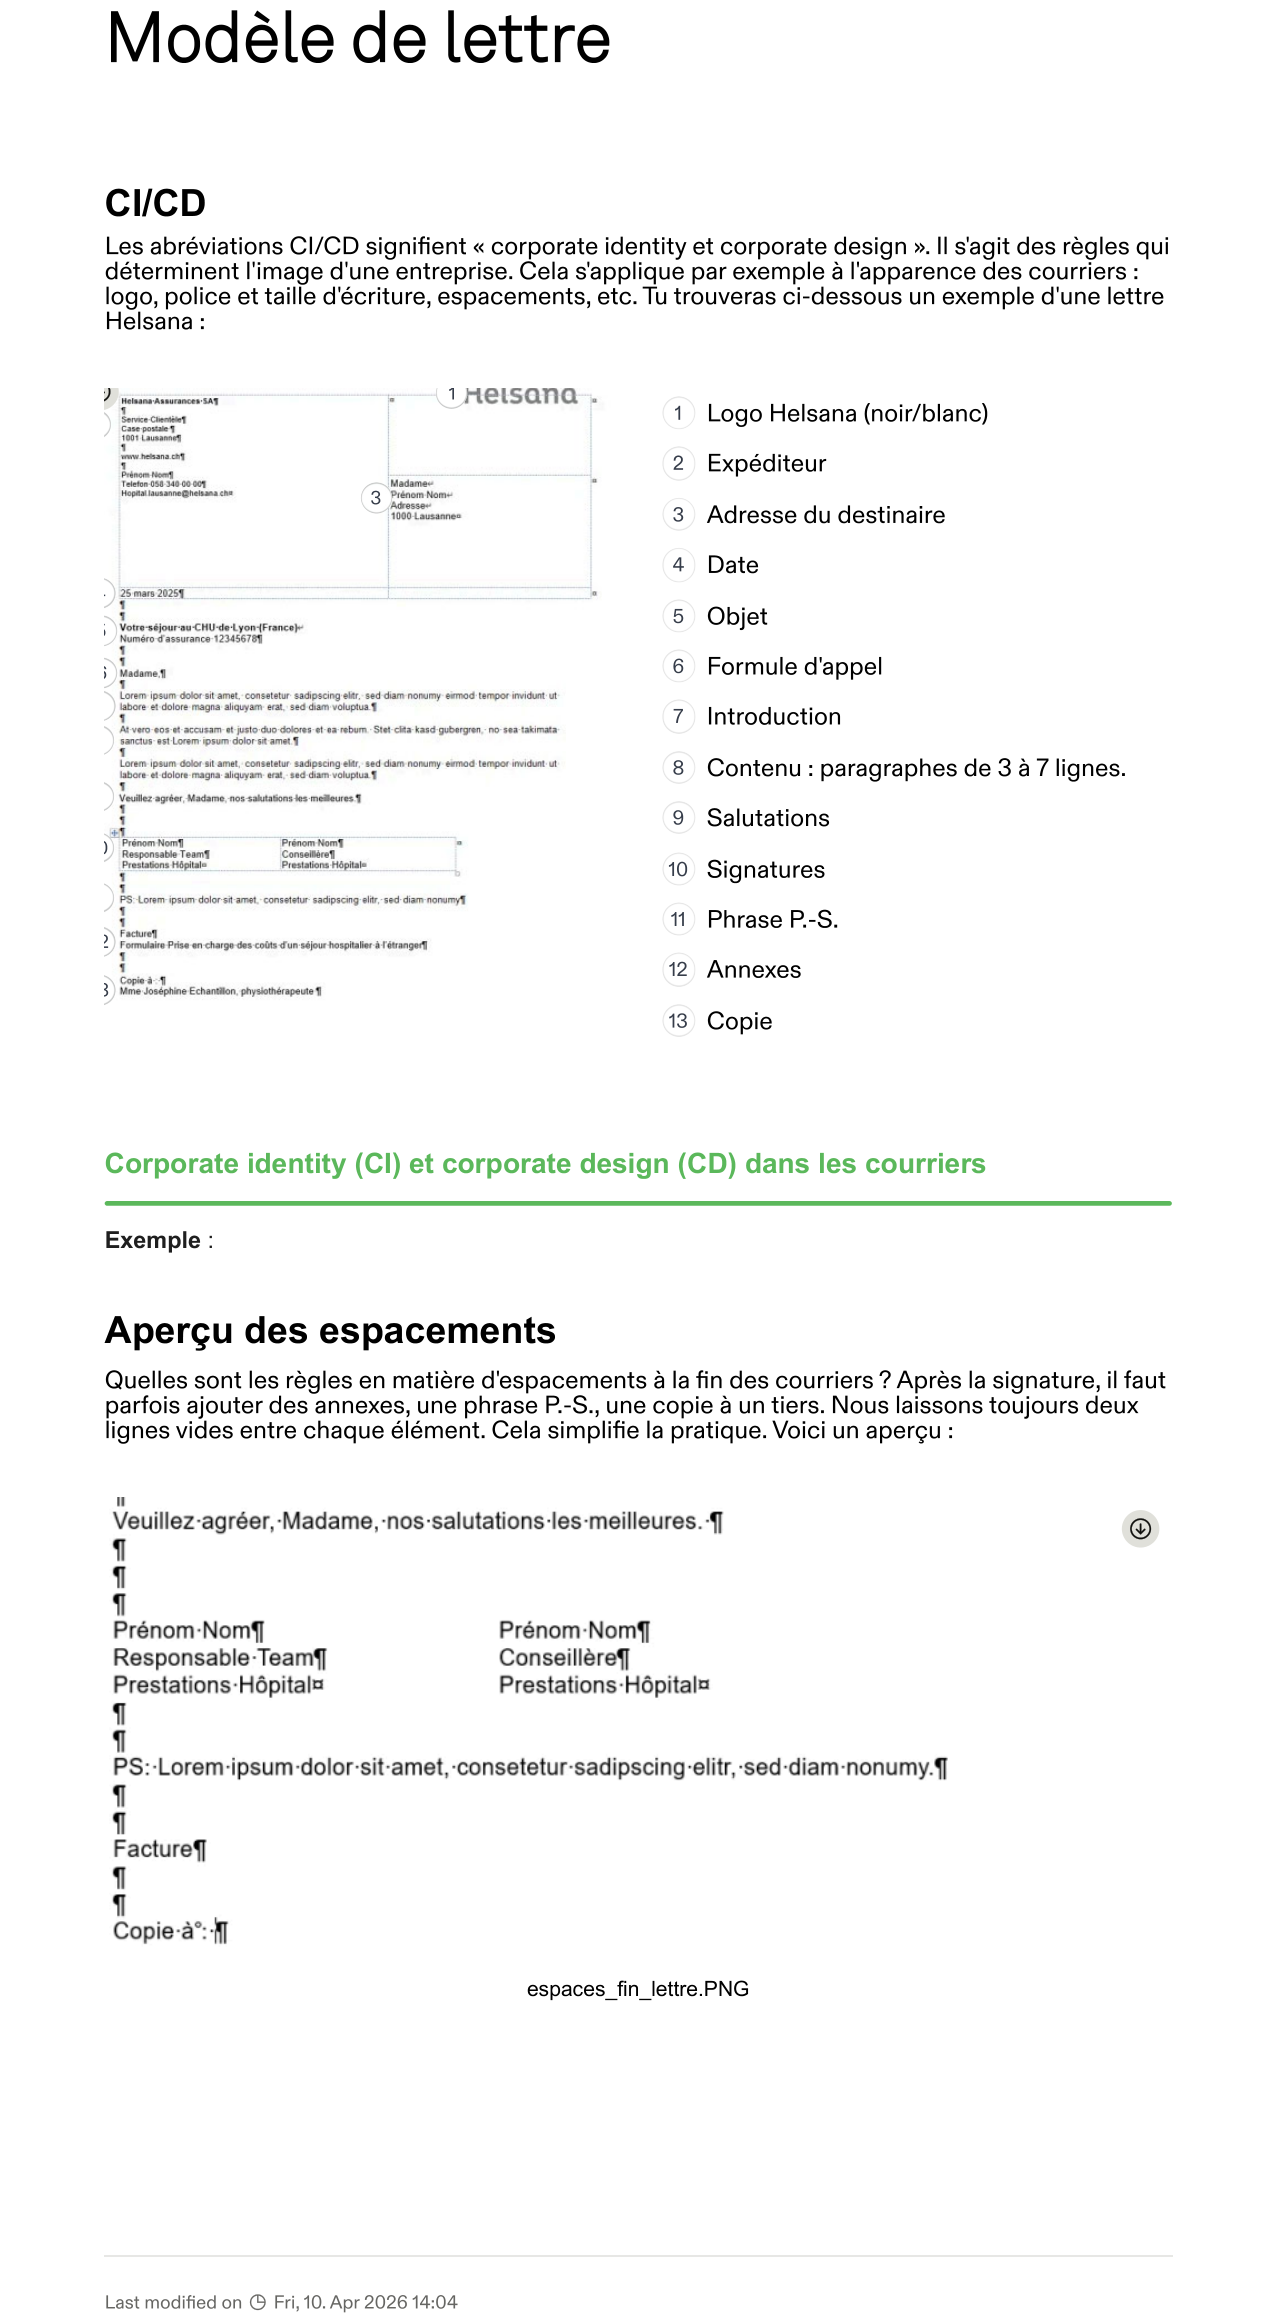 Modèle de lettre
CI/CD
Les abréviations CI/CD signifient « corporate identity et corporate design ». Il s'agit des règles qui
déterminent l'image d'une entreprise. Cela s'applique par exemple à l'apparence des courriers :
logo, police et taille d'écriture, espacements, etc. Tu trouveras ci-dessous un exemple d'une lettre
Helsana :
1 Helsana
Helsana·Assurances·SA¶
¶
Service·Clientèle¶
Case·postale·¶
1001·Lausanne¶
¶
www.helsana.ch¶
¶
Prénom·Nom¶
Telefon·058·340·00·00¶
Hopital.lausanne@helsana.ch¤
3
Madame↵
Prénom·Nom↵
Adresse↵
1000·Lausanne¤
25 mars 2025¶
¶
¶
Votre·séjour·au·CHU·de·Lyon·(France)↵
Numéro d'assurance·12345678¶
¶
¶
Madame,¶
¶
Lorem·ipsum·dolor·sit·amet,·consetetur·sadipscing·elitr,·sed·diam·nonumy·eirmod·tempor·invidunt·ut·
labore·et·dolore·magna·aliquyam·erat,·sed·diam·voluptua.¶
¶
At·vero·eos·et·accusam·et·justo·duo·dolores·et·ea·rebum.·Stet·clita·kasd·gubergren,·no·sea·takimata·
sanctus·est·Lorem·ipsum·dolor·sit·amet.¶
¶
Lorem·ipsum·dolor·sit·amet,·consetetur·sadipscing·elitr,·sed·diam·nonumy·eirmod·tempor·invidunt·ut·
labore·et·dolore·magna·aliquyam·erat,·sed·diam·voluptua.¶
¶
Veuillez·agréer,·Madame,·nos·salutations·les·meilleures.¶
¶
¶
¶
Prénom·Nom¶ Prénom·Nom¶
Responsable·Team¶ Conseillère¶
Prestations·Hôpital¤ Prestations·Hôpital¤
¶
¶
PS:·Lorem·ipsum·dolor·sit·amet,·consetetur·sadipscing·elitr,·sed·diam·nonumy¶
¶
¶
Facture¶
Formulaire·Prise·en·charge·des·coûts·d'un·séjour·hospitalier·à·l'étranger¶
¶
¶
Copie·à·:¶
Mme·Joséphine·Echantillon,·physiothérapeute·¶
1 Logo Helsana (noir/blanc)
2 Expéditeur
3 Adresse du destinaire
4 Date
5 Objet
6 Formule d'appel
7 Introduction
8 Contenu : paragraphes de 3 à 7 lignes.
9 Salutations
10 Signatures
11 Phrase P.-S.
12 Annexes
13 Copie
Corporate identity (CI) et corporate design (CD) dans les courriers
Exemple :
Aperçu des espacements
Quelles sont les règles en matière d'espacements à la fin des courriers ? Après la signature, il faut
parfois ajouter des annexes, une phrase P.-S., une copie à un tiers. Nous laissons toujours deux
lignes vides entre chaque élément. Cela simplifie la pratique. Voici un aperçu :
Veuillez·agréer,·Madame,·nos·salutations·les·meilleures.·¶
¶
¶
¶
Prénom·Nom¶ Prénom·Nom¶
Responsable·Team¶ Conseillère¶
Prestations·Hôpital¤ Prestations·Hôpital¤
¶
¶
PS:·Lorem·ipsum·dolor·sit·amet,·consetetur·sadipscing·elitr,·sed·diam·nonumy.¶
¶
¶
Facture¶
¶
¶
Copie·à°:·¶
espaces_fin_lettre.PNG
Last modified on Fri, 10. Apr 2026 14:04